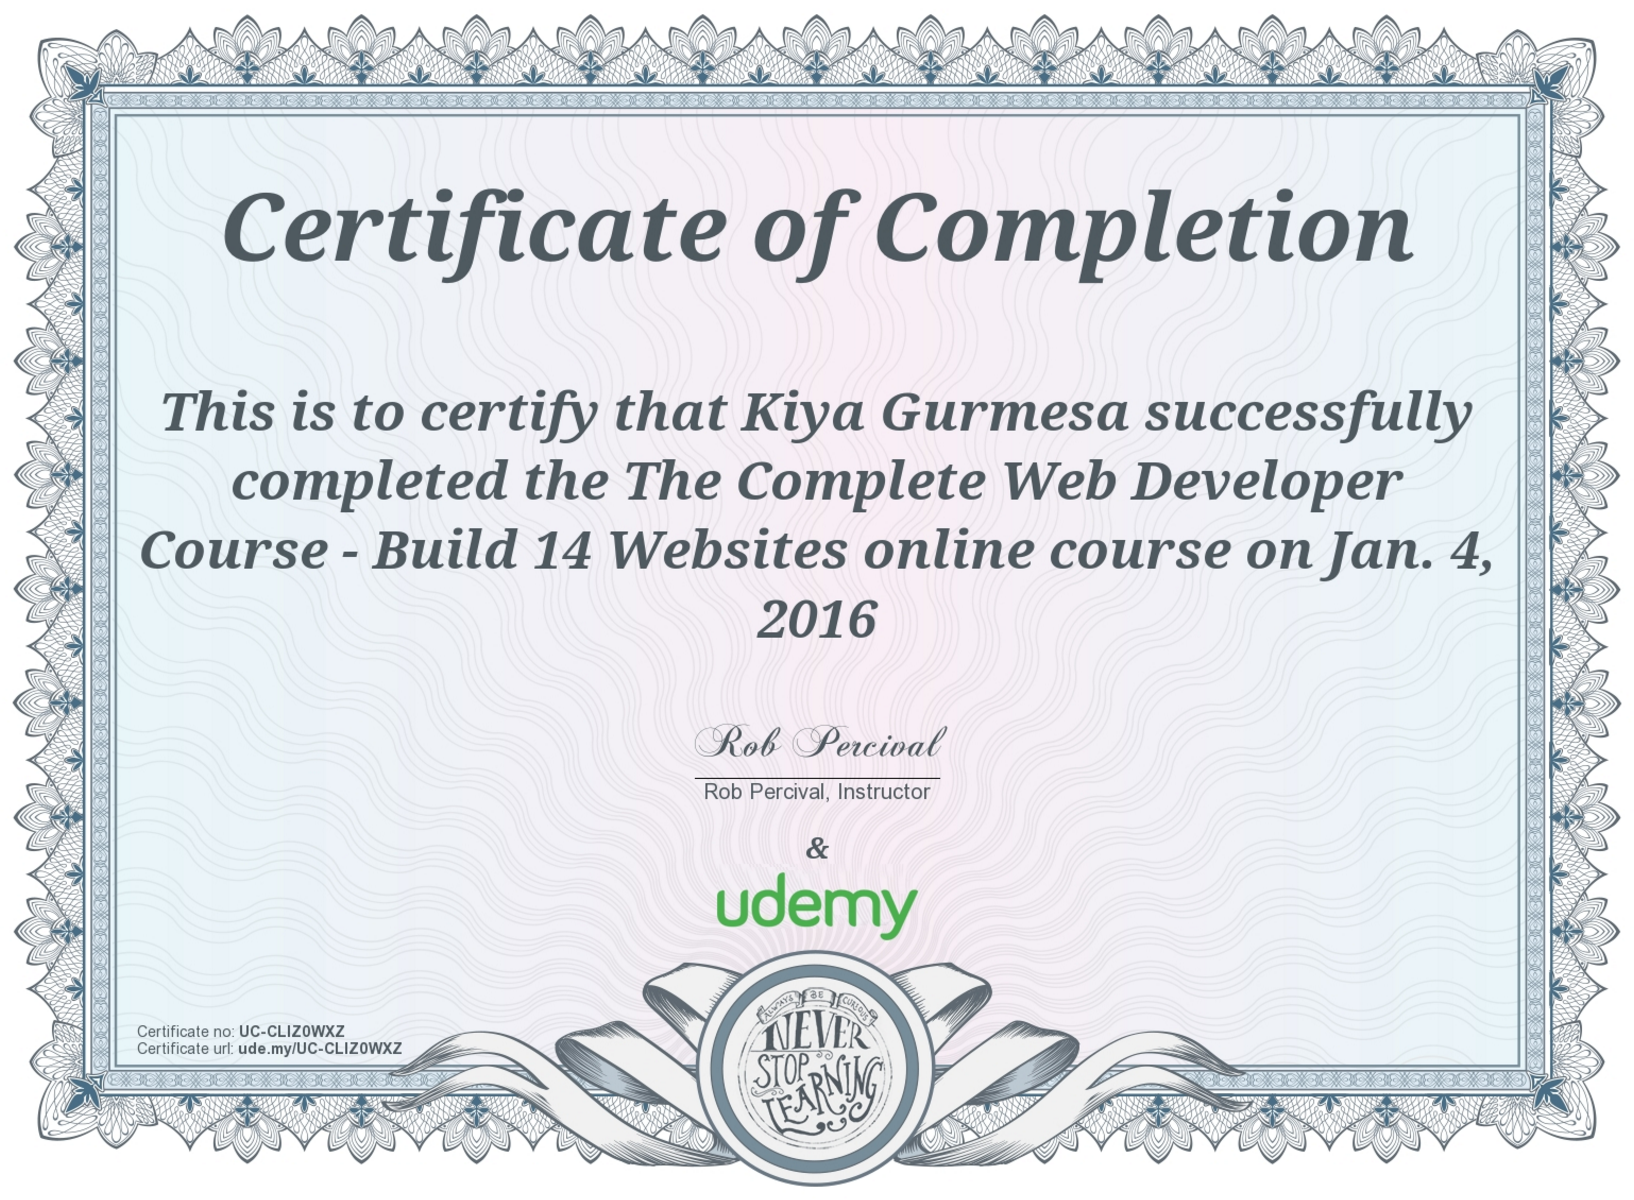 Certificate of Completion
This is to certify that Kiya Gurmesa successfully
completed the The Complete Web Developer
Course - Build 14 Websites online course on Jan. 4,
2016
Rob Percival
Rob Percival, Instructor
&
udemy
Certificate no: UC-CLIZ0WXZ
Certificate url: ude.my/UC-CLIZ0WXZ
ALWAYS BE CURIOUS
NEVER
STOP
LEARNING